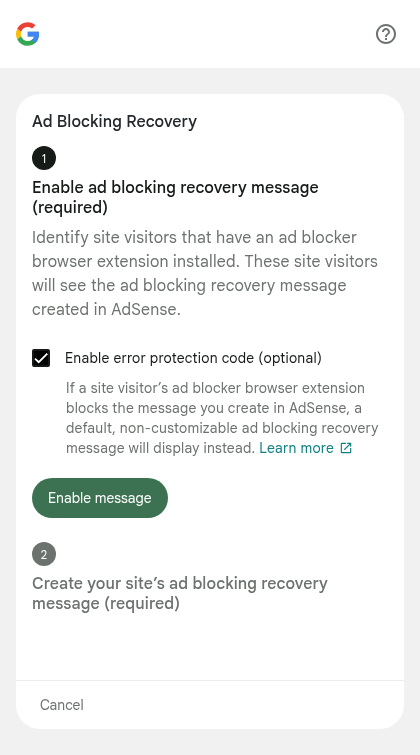 Ad Blocking Recovery
1
Enable ad blocking recovery message
(required)
Identify site visitors that have an ad blocker
browser extension installed. These site visitors
will see the ad blocking recovery message
created in AdSense.
Enable error protection code (optional)
If a site visitor’s ad blocker browser extension
blocks the message you create in AdSense, a
default, non-customizable ad blocking recovery
message will display instead. Learn more
Enable message
2
Create your site’s ad blocking recovery
message (required)
Cancel